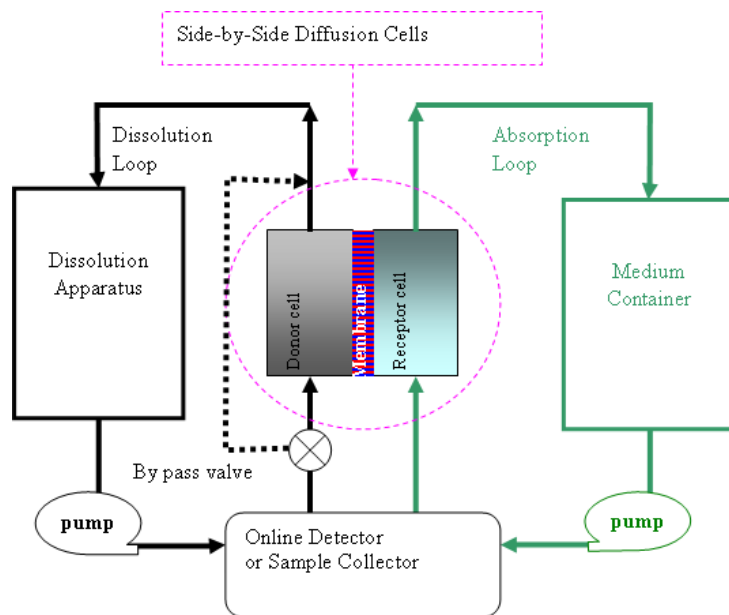 Side-by-Side Diffusion Cells
Dissolution
Loop
Absorption
Loop
Dissolution
Apparatus
Donor cell
Membrane
Receptor cell
Medium
Container
By pass valve
pump
Online Detector
or Sample Collector
pump